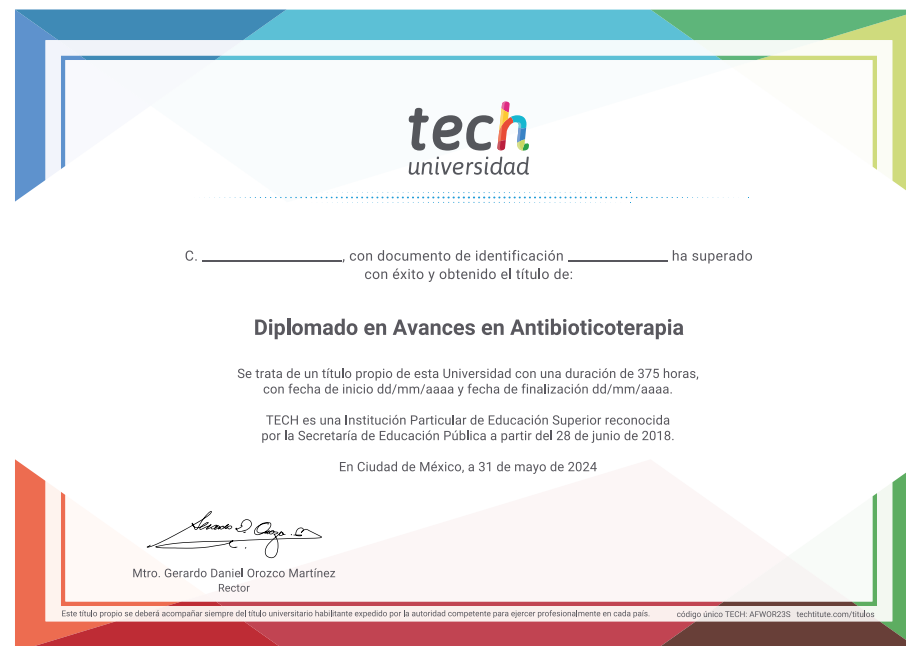 tech
universidad
C. ____________________, con documento de identificación ______________ ha superado
con éxito y obtenido el título de:
Diplomado en Avances en Antibioticoterapia
Se trata de un título propio de esta Universidad con una duración de 375 horas,
con fecha de inicio dd/mm/aaaa y fecha de finalización dd/mm/aaaa.
TECH es una Institución Particular de Educación Superior reconocida
por la Secretaría de Educación Pública a partir del 28 de junio de 2018.
En Ciudad de México, a 31 de mayo de 2024
Mtro. Gerardo Daniel Orozco Martínez
Rector
Este título propio se deberá acompañar siempre del título universitario habilitante expedido por la autoridad competente para ejercer profesionalmente en cada país. código único TECH: AFWOR23S techtitute.com/titulos